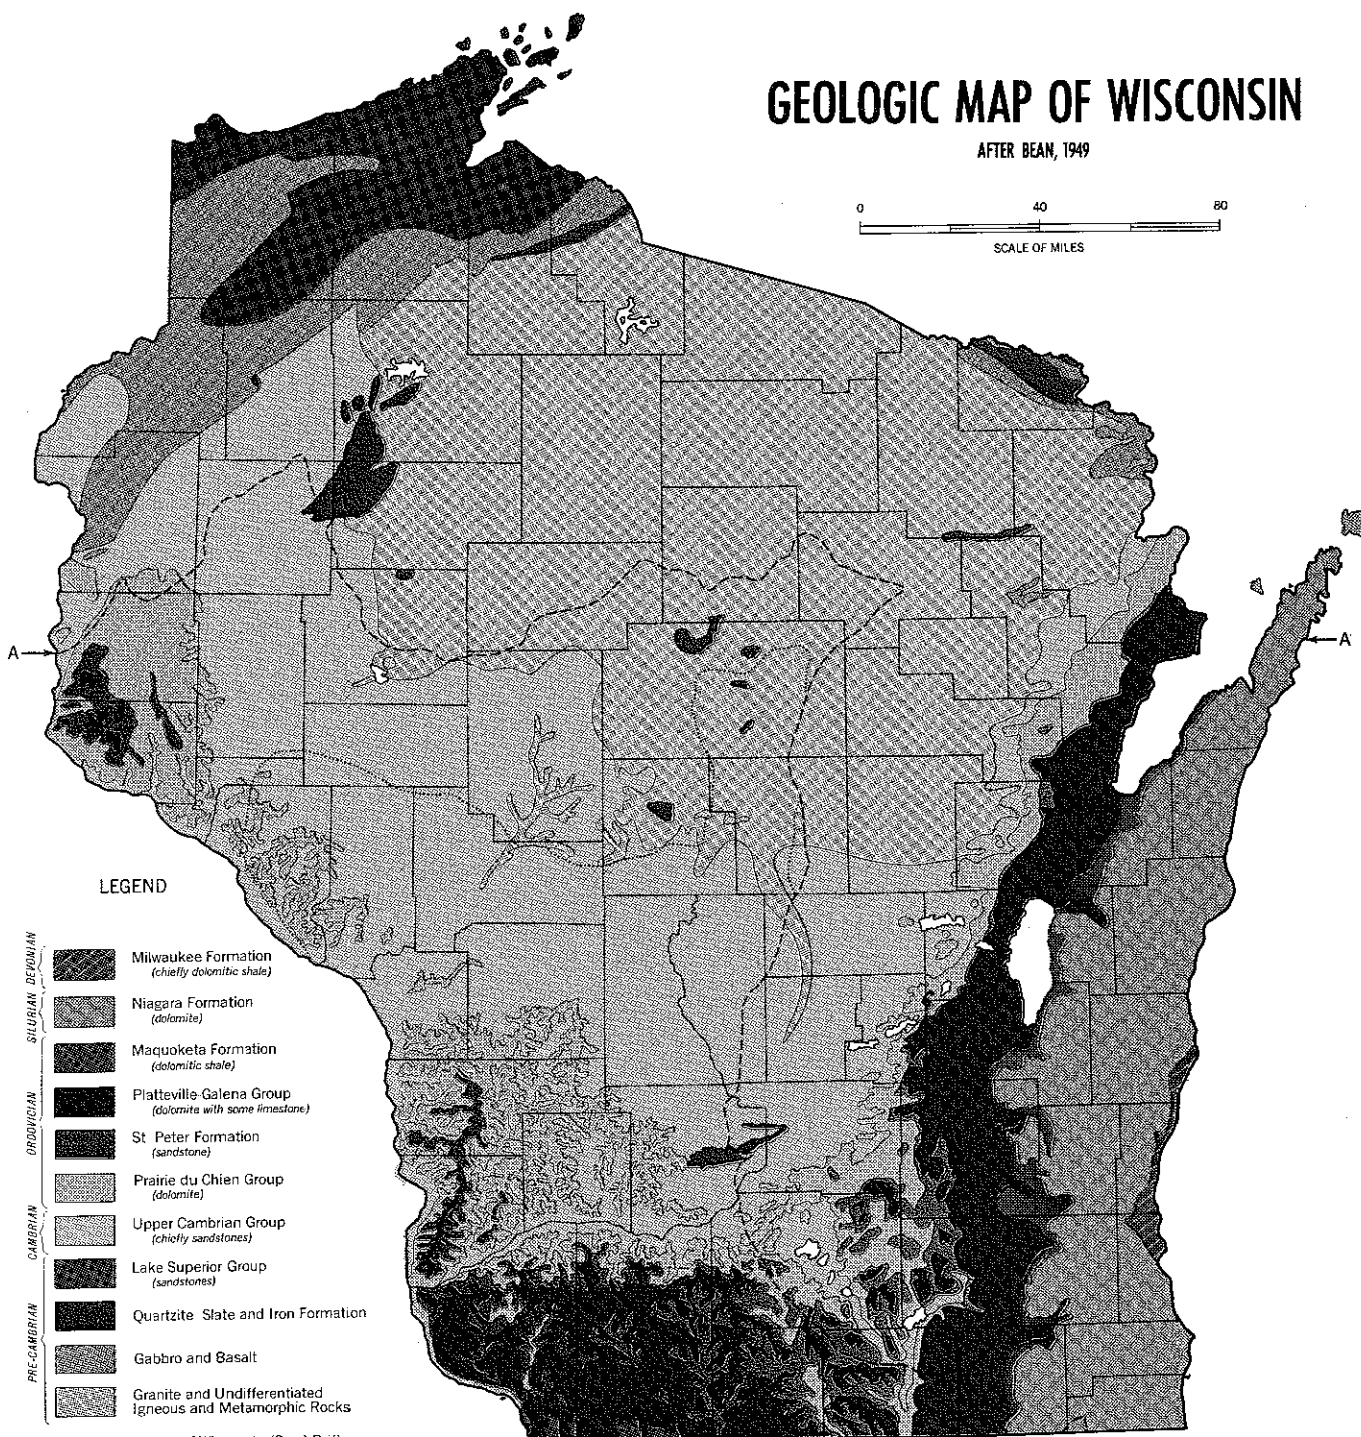 GEOLOGIC MAP OF WISCONSIN
AFTER BEAN, 1949
0 40 80
SCALE OF MILES
A
A'
LEGEND
DEVONIAN
Milwaukee Formation
(chiefly dolomitic shale)
SILURIAN
Niagara Formation
(dolomite)
ORDOVICIAN
Maquoketa Formation
(dolomitic shale)
Platteville-Galena Group
(dolomite with some limestone)
St Peter Formation
(sandstone)
Prairie du Chien Group
(dolomite)
CAMBRIAN
Upper Cambrian Group
(chiefly sandstones)
PRE-CAMBRIAN
Lake Superior Group
(sandstones)
Quartzite Slate and Iron Formation
Gabbro and Basalt
Granite and Undifferentiated
Igneous and Metamorphic Rocks